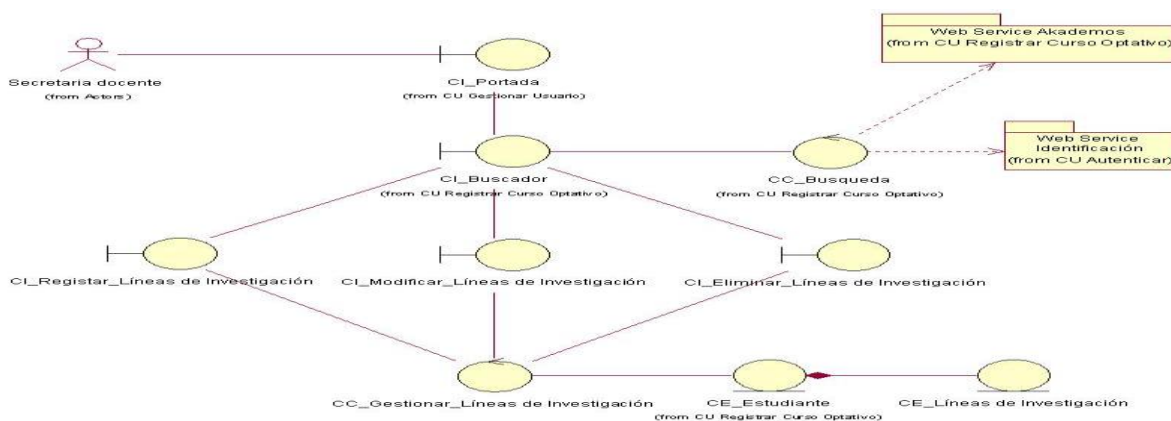 Web Service Akademos
(from CU Registrar Curso Optativo)
Secretaria docente
(from Actors)
CI_Portada
(from CU Gestionar Usuario)
Web Service
Identificación
(from CU Autenticar)
CI_Buscador
(from CU Registrar Curso Optativo)
CC_Busqueda
(from CU Registrar Curso Optativo)
CI_Registar_Líneas de Investigación
CI_Modificar_Líneas de Investigación
CI_Eliminar_Líneas de Investigación
CC_Gestionar_Líneas de Investigación
CE_Estudiante
(from CU Registrar Curso Optativo)
CE_Líneas de Investigación